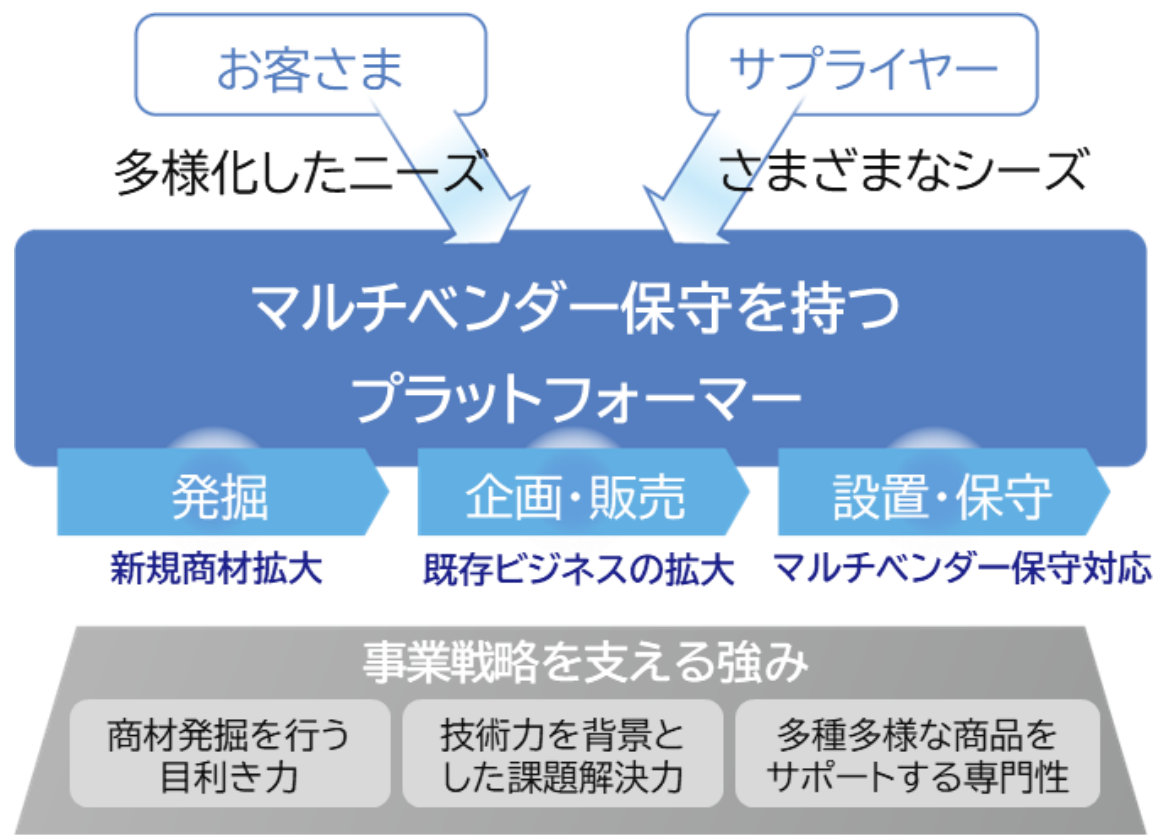 お客さま
サプライヤー
多様化したニーズ
さまざまなシーズ
マルチベンダー保守を持つ
プラットフォーマー
発掘
企画・販売
設置・保守
新規商材拡大
既存ビジネスの拡大
マルチベンダー保守対応
事業戦略を支える強み
商材発掘を行う
目利き力
技術力を背景と
した課題解決力
多種多様な商品を
サポートする専門性